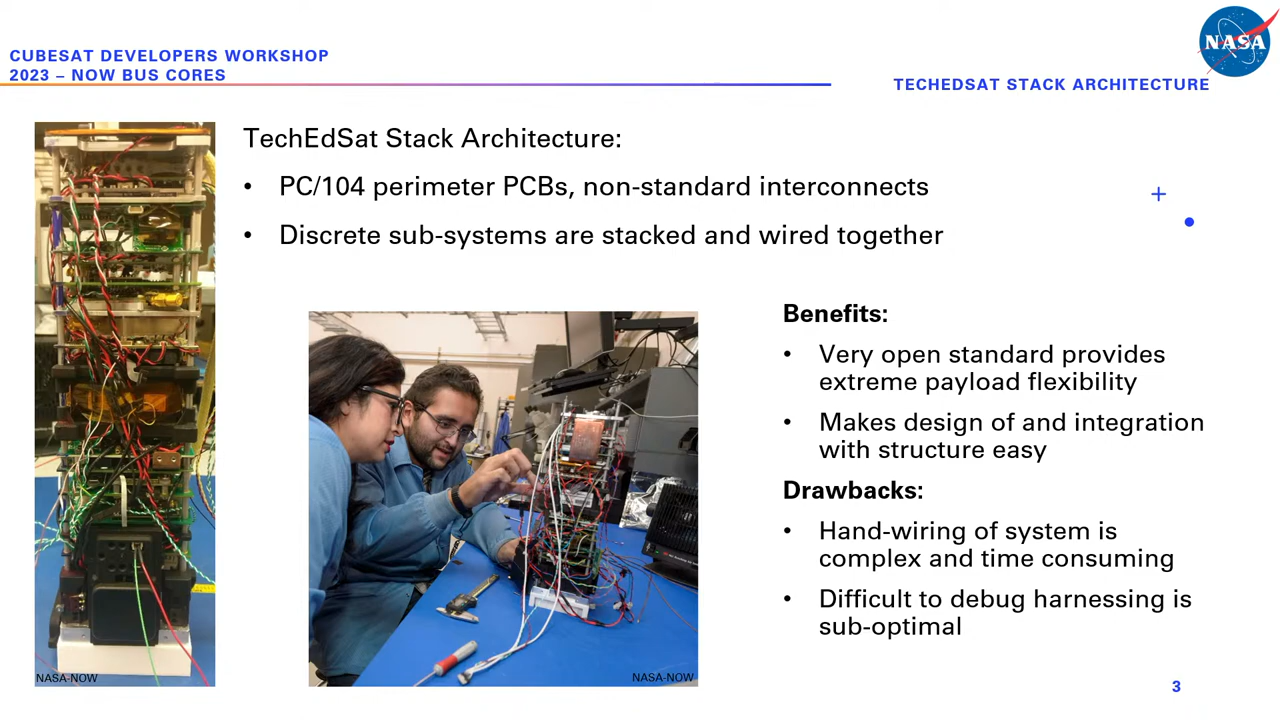 CUBESAT DEVELOPERS WORKSHOP
2023 – NOW BUS CORES
NASA
TECHEDSAT STACK ARCHITECTURE
TechEdSat Stack Architecture:
• PC/104 perimeter PCBs, non-standard interconnects
• Discrete sub-systems are stacked and wired together
Benefits:
• Very open standard provides
extreme payload flexibility
• Makes design of and integration
with structure easy
Drawbacks:
• Hand-wiring of system is
complex and time consuming
• Difficult to debug harnessing is
sub-optimal
NASA-NOW
NASA-NOW
3